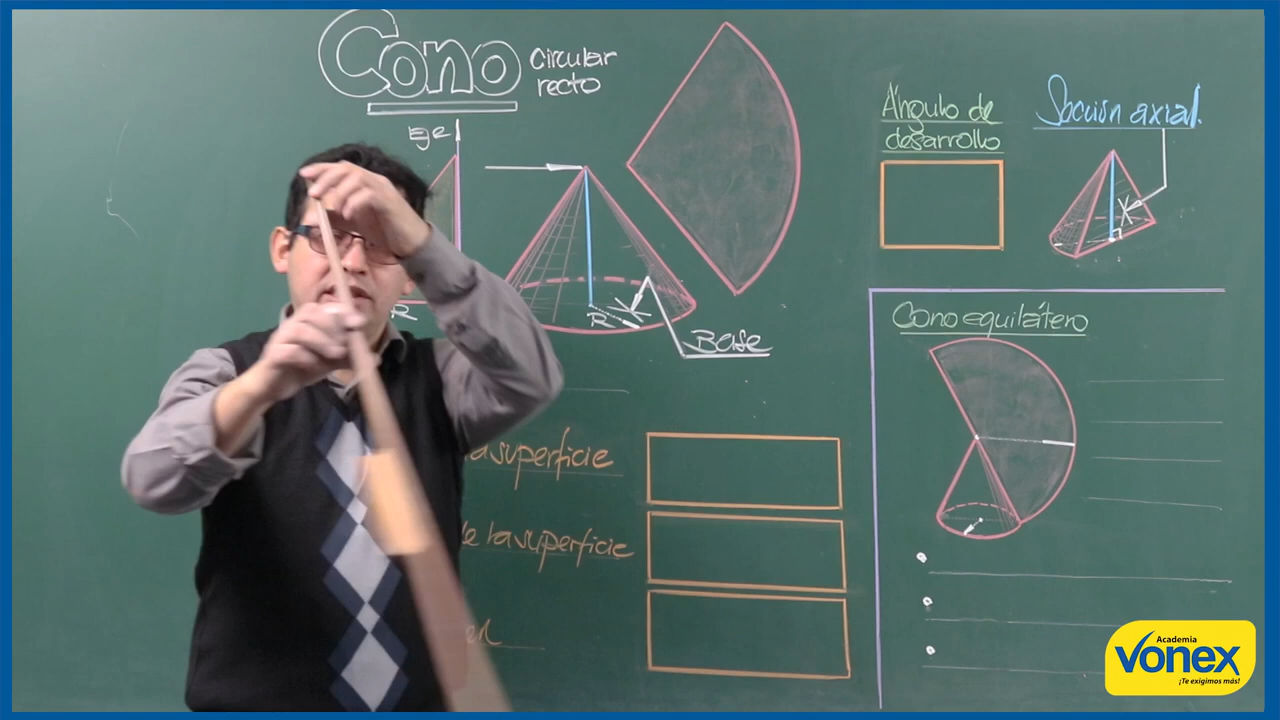 Cono
circular
recto
Eje
R
R
Base
la superficie
de la superficie
en
Ángulo de
desarrollo
Sección axial.
Cono equilátero
Academia
Vonex
¡Te exigimos más!